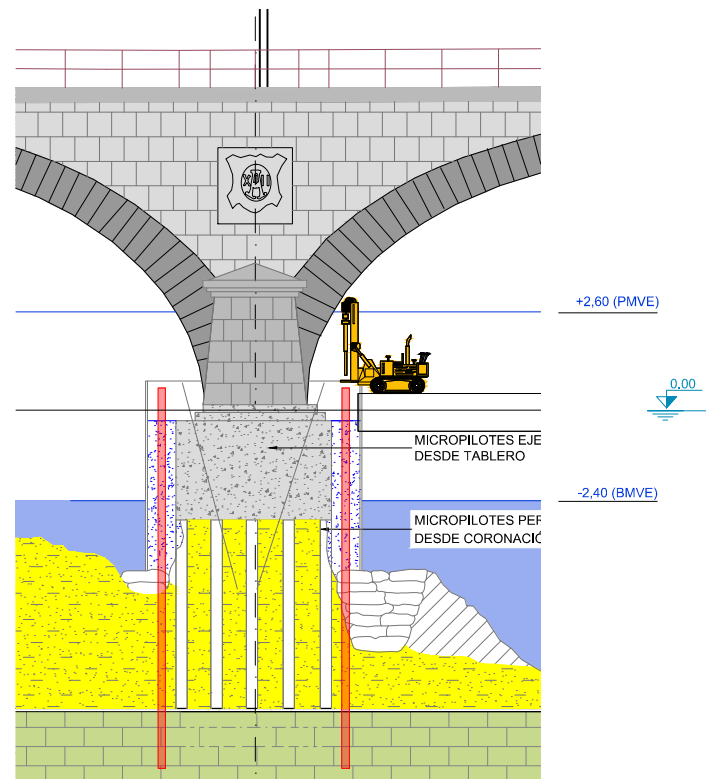 +2,60 (PMVE)
0,00
MICROPILOTES EJE
DESDE TABLERO
-2,40 (BMVE)
MICROPILOTES PER
DESDE CORONACIÓ